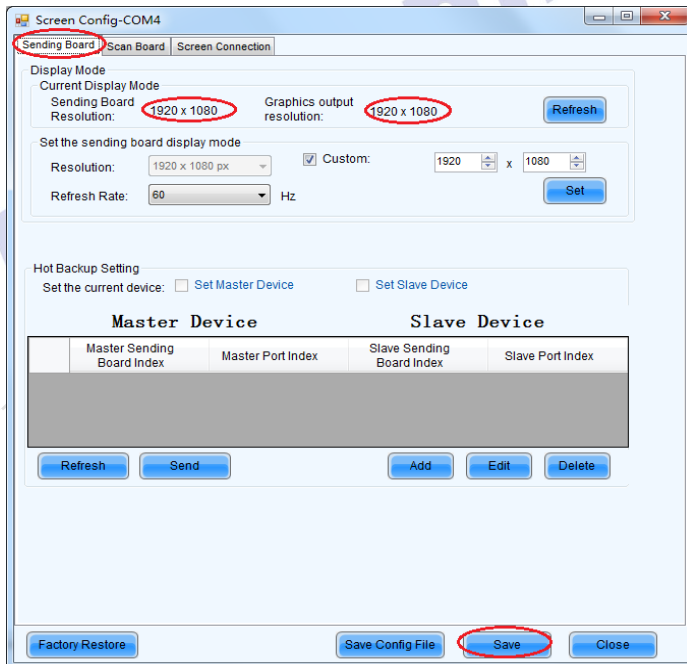 Screen Config-COM4
Sending Board Scan Board Screen Connection
Display Mode
Current Display Mode
Sending Board Resolution: 1920 x 1080 Graphics output resolution: 1920 x 1080 Refresh
Set the sending board display mode
Resolution: 1920 x 1080 px Custom: 1920 x 1080
Refresh Rate: 60 Hz Set
Hot Backup Setting
Set the current device: Set Master Device Set Slave Device
Master Device Slave Device
Master Sending Board Index Master Port Index Slave Sending Board Index Slave Port Index
Refresh Send Add Edit Delete
Factory Restore Save Config File Save Close